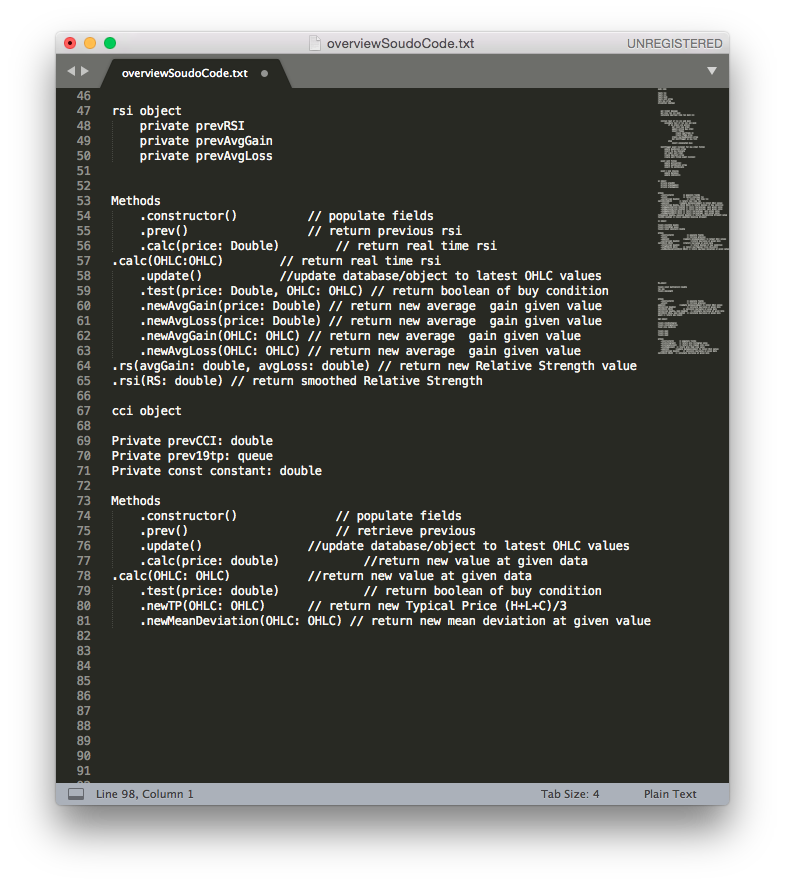 overviewSoudoCode.txt
UNREGISTERED
overviewSoudoCode.txt
46
47 rsi object
48 private prevRSI
49 private prevAvgGain
50 private prevAvgLoss
51
52
53 Methods
54 .constructor() // populate fields
55 .prev() // return previous rsi
56 .calc(price: Double) // return real time rsi
57 .calc(OHLC:OHLC) // return real time rsi
58 .update() //update database/object to latest OHLC values
59 .test(price: Double, OHLC: OHLC) // return boolean of buy condition
60 .newAvgGain(price: Double) // return new average  gain given value
61 .newAvgLoss(price: Double) // return new average  gain given value
62 .newAvgGain(OHLC: OHLC) // return new average  gain given value
63 .newAvgLoss(OHLC: OHLC) // return new average  gain given value
64 .rs(avgGain: double, avgLoss: double) // return new Relative Strength value
65 .rsi(RS: double) // return smoothed Relative Strength
66
67 cci object
68
69 Private prevCCI: double
70 Private prev19tp: queue
71 Private const constant: double
72
73 Methods
74 .constructor() // populate fields
75 .prev() // retrieve previous
76 .update() //update database/object to latest OHLC values
77 .calc(price: double) //return new value at given data
78 .calc(OHLC: OHLC) //return new value at given data
79 .test(price: double) // return boolean of buy condition
80 .newTP(OHLC: OHLC) // return new Typical Price (H+L+C)/3
81 .newMeanDeviation(OHLC: OHLC) // return new mean deviation at given value
82
83
84
85
86
87
88
89
90
91
Line 98, Column 1
Tab Size: 4
Plain Text